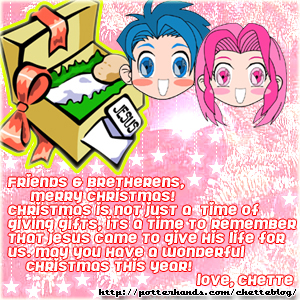 JESUS
Friends & Bretherens,
Merry Christmas!
Christmas is not just a time of
giving gifts, its a time to remember
that Jesus came to give his life for
us. may you have a wonderful
Christmas this year!
love, chette
http://potterhands.com/chetteblog/